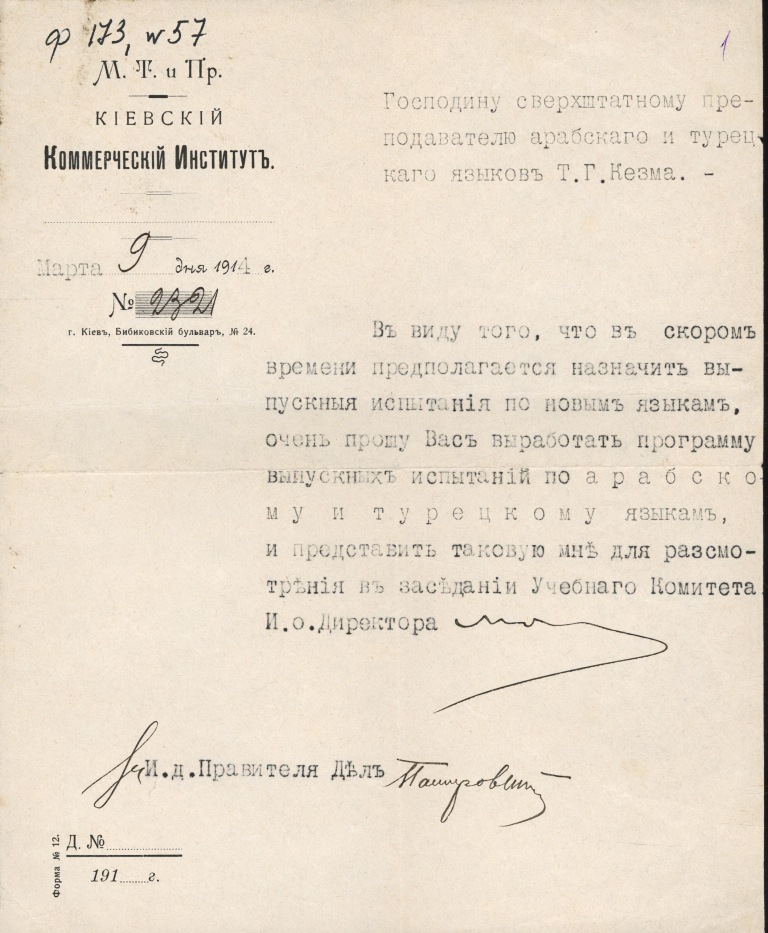 ф 173, № 57
1
М. Т. и Пр.
КІЕВСКІЙ
Коммерческій Институтъ.
Марта 9 дня 1914 г.
№ 2321
г. Кіевъ, Бибиковскій бульваръ, № 24.
Господину сверхштатному пре-
подавателю арабскаго и турец-
каго языковъ Т.Г.Кезма. -
Въ виду того, что въ скоромъ
времени предполагается назначить вы-
пускныя испытанія по новымъ языкамъ,
очень прошу Васъ выработать программу
выпускныхъ испытаній по а р а б с к о
м у и т у р е ц к о м у языкамъ,
и представить таковую мнѣ для разсмо-
трѣнія въ засѣданіи Учебнаго Комитета
И.о.Директора
И.д.Правителя Дѣлъ
Форма № 12.
Д. №
191 г.